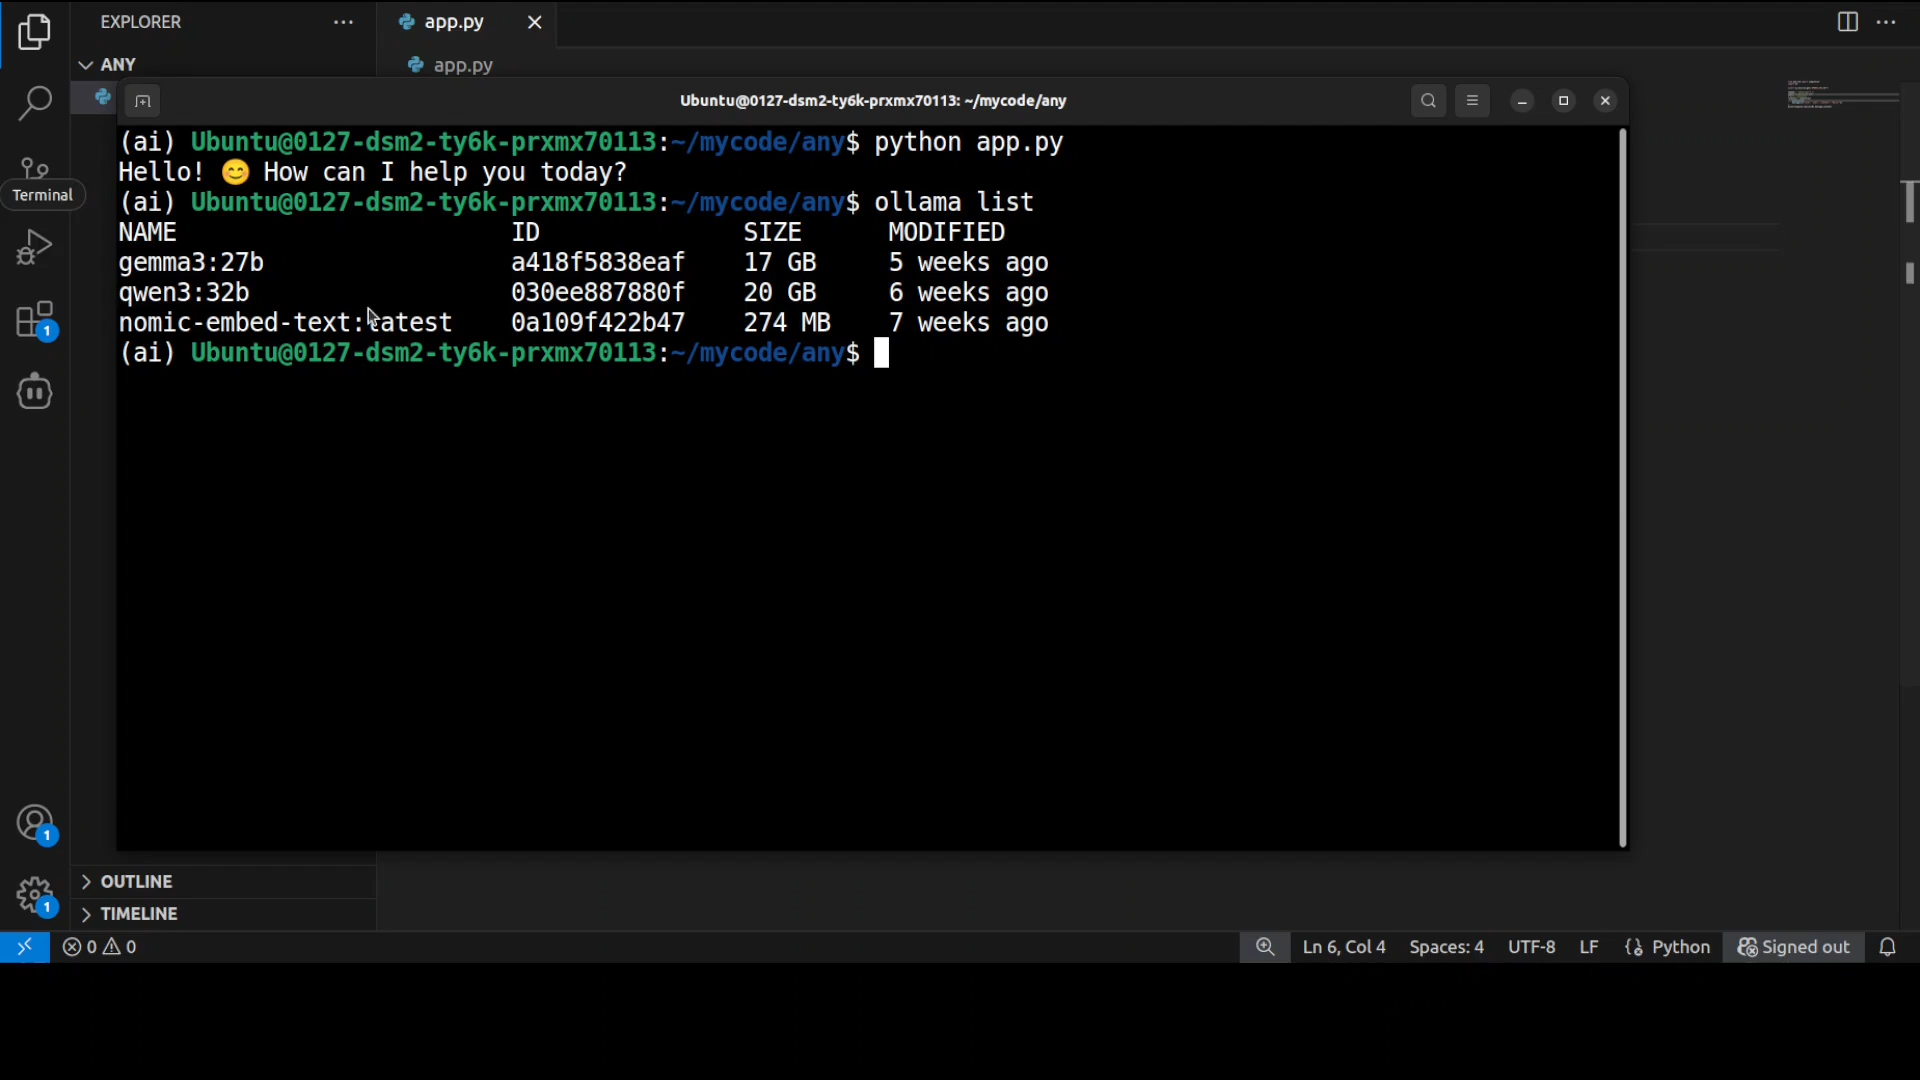 EXPLORER
app.py
ANY
app.py
Ubuntu@0127-dsm2-ty6k-prxmx70113: ~/mycode/any
(ai) Ubuntu@0127-dsm2-ty6k-prxmx70113:~/mycode/any$ python app.py
Hello! 😊 How can I help you today?
Terminal
(ai) Ubuntu@0127-dsm2-ty6k-prxmx70113:~/mycode/any$ ollama list
NAME ID SIZE MODIFIED
gemma3:27b a418f5838eaf 17 GB 5 weeks ago
qwen3:32b 030ee887880f 20 GB 6 weeks ago
nomic-embed-text:latest 0a109f422b47 274 MB 7 weeks ago
(ai) Ubuntu@0127-dsm2-ty6k-prxmx70113:~/mycode/any$
1
1
1
OUTLINE
TIMELINE
0 0 Ln 6, Col 4 Spaces: 4 UTF-8 LF Python Signed out